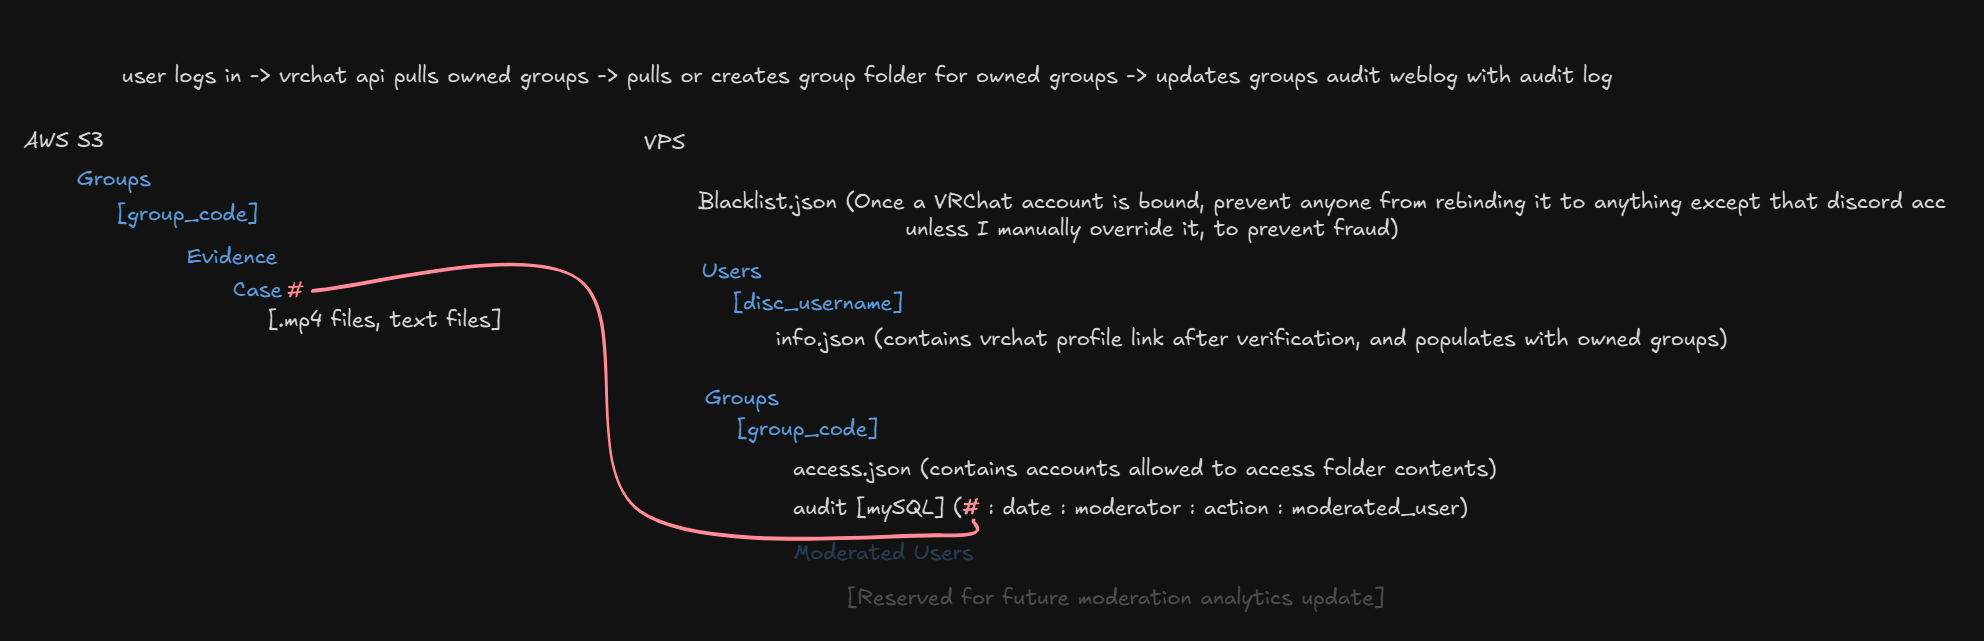 user logs in -> vrchat api pulls owned groups -> pulls or creates group folder for owned groups -> updates groups audit weblog with audit log
AWS S3
Groups
[group_code]
Evidence
Case #
[.mp4 files, text files]
VPS
Blacklist.json (Once a VRChat account is bound, prevent anyone from rebinding it to anything except that discord acc
unless I manually override it, to prevent fraud)
Users
[disc_username]
info.json (contains vrchat profile link after verification, and populates with owned groups)
Groups
[group_code]
access.json (contains accounts allowed to access folder contents)
audit [mySQL] (# : date : moderator : action : moderated_user)
Moderated Users
[Reserved for future moderation analytics update]